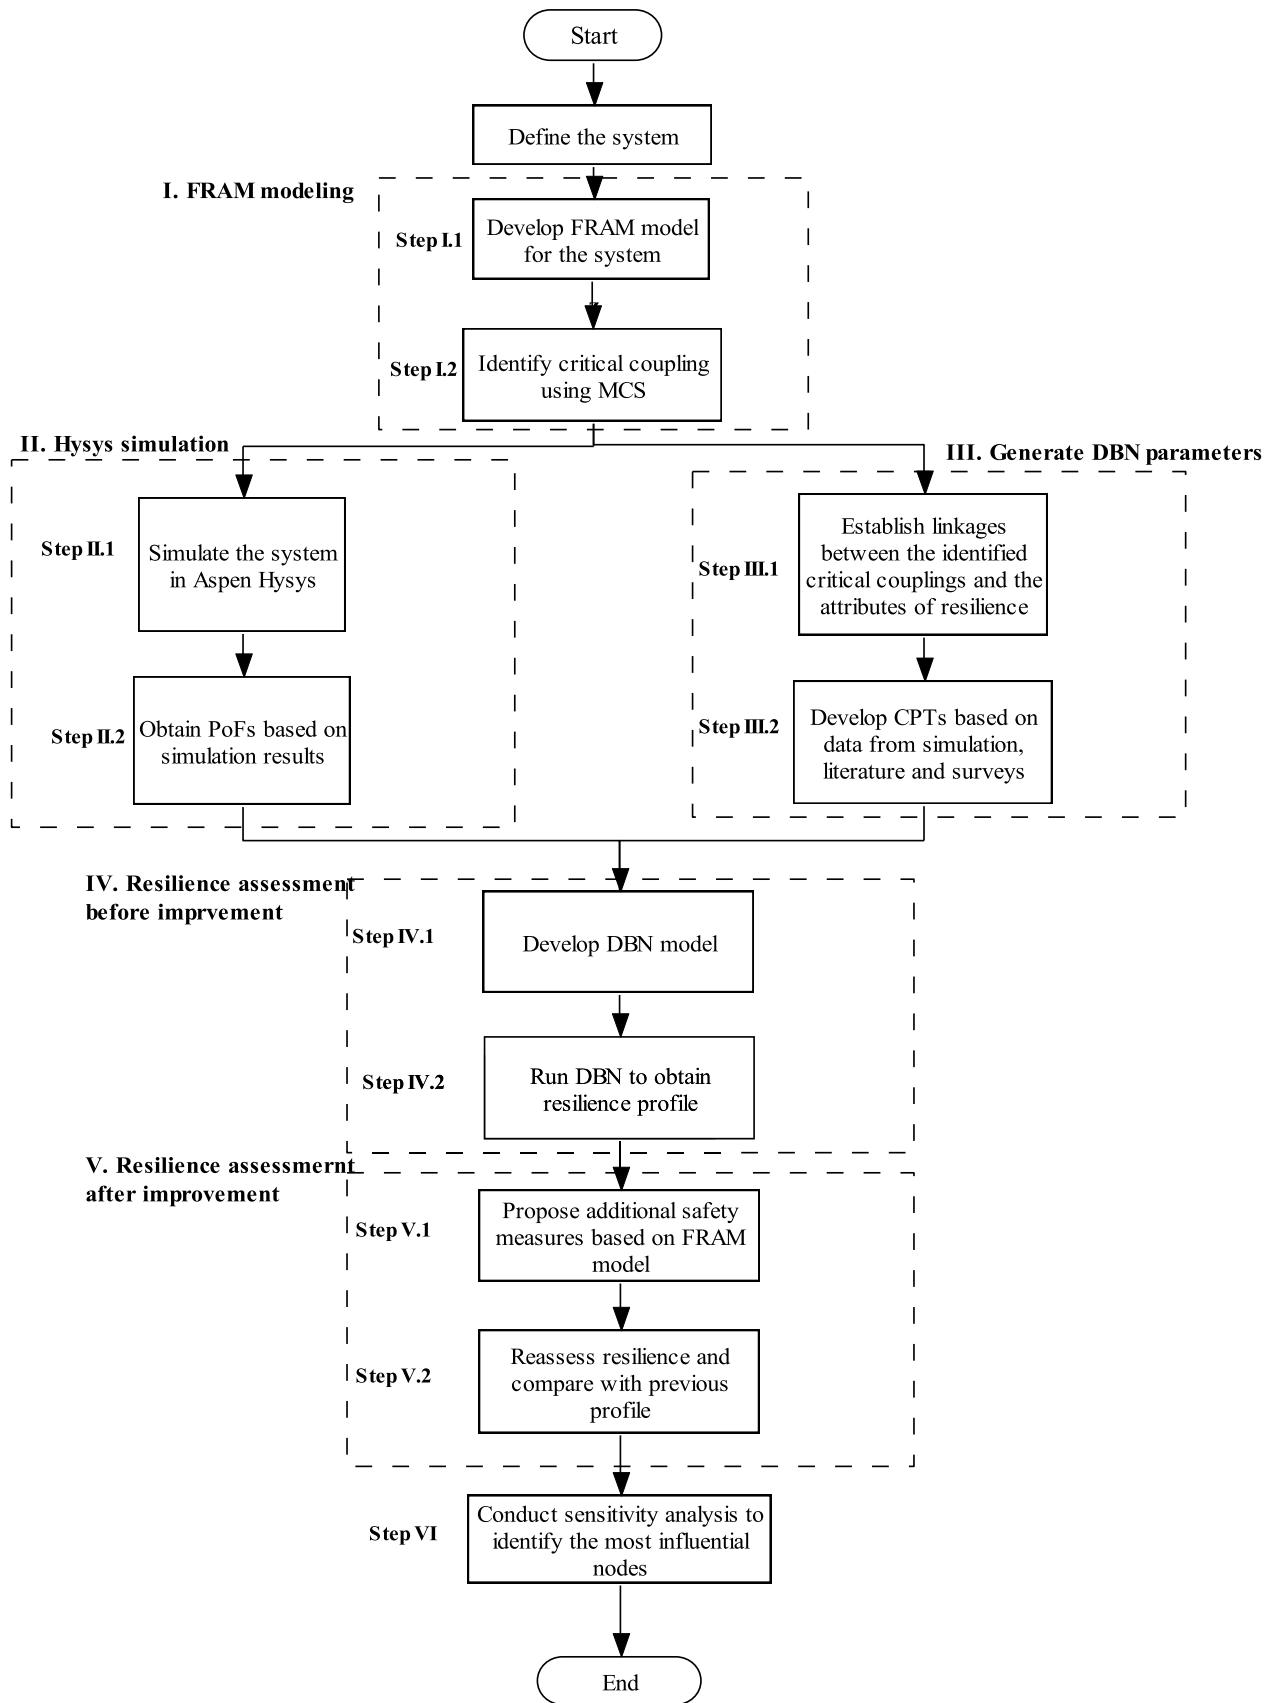 Start
Define the system
I. FRAM modeling
Step I.1
Develop FRAM model
for the system
Step I.2
Identify critical coupling
using MCS
II. Hysys simulation
Step II.1
Simulate the system
in Aspen Hysys
Step II.2
Obtain PoFs based on
simulation results
III. Generate DBN parameters
Step III.1
Establish linkages
between the identified
critical couplings and the
attributes of resilience
Step III.2
Develop CPTs based on
data from simulation,
literature and surveys
IV. Resilience assessment
before imprvement
Step IV.1
Develop DBN model
Step IV.2
Run DBN to obtain
resilience profile
V. Resilience assessmernt
after improvement
Step V.1
Propose additional safety
measures based on FRAM
model
Step V.2
Reassess resilience and
compare with previous
profile
Step VI
Conduct sensitivity analysis to
identify the most influential
nodes
End